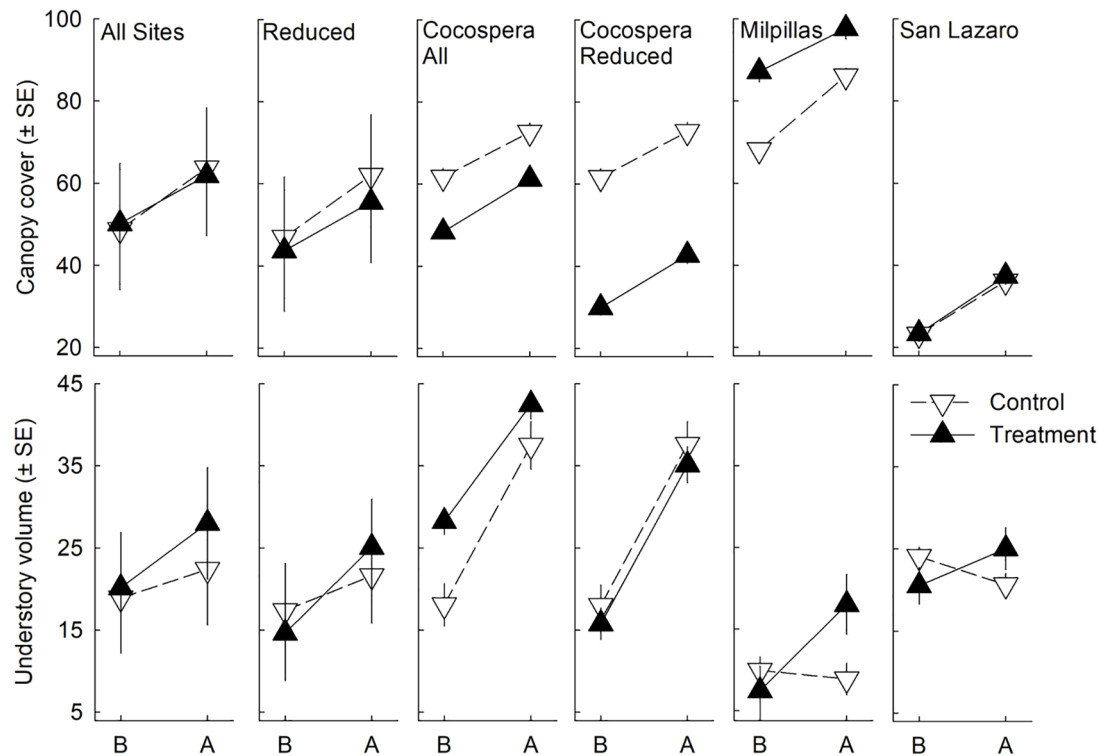 All Sites
Reduced
Cocospera
All
Cocospera
Reduced
Milpillas
San Lazaro
Canopy cover (± SE)
100
80
60
40
20
Understory volume (± SE)
45
35
25
15
5
Control
Treatment
B A B A B A B A B A B A